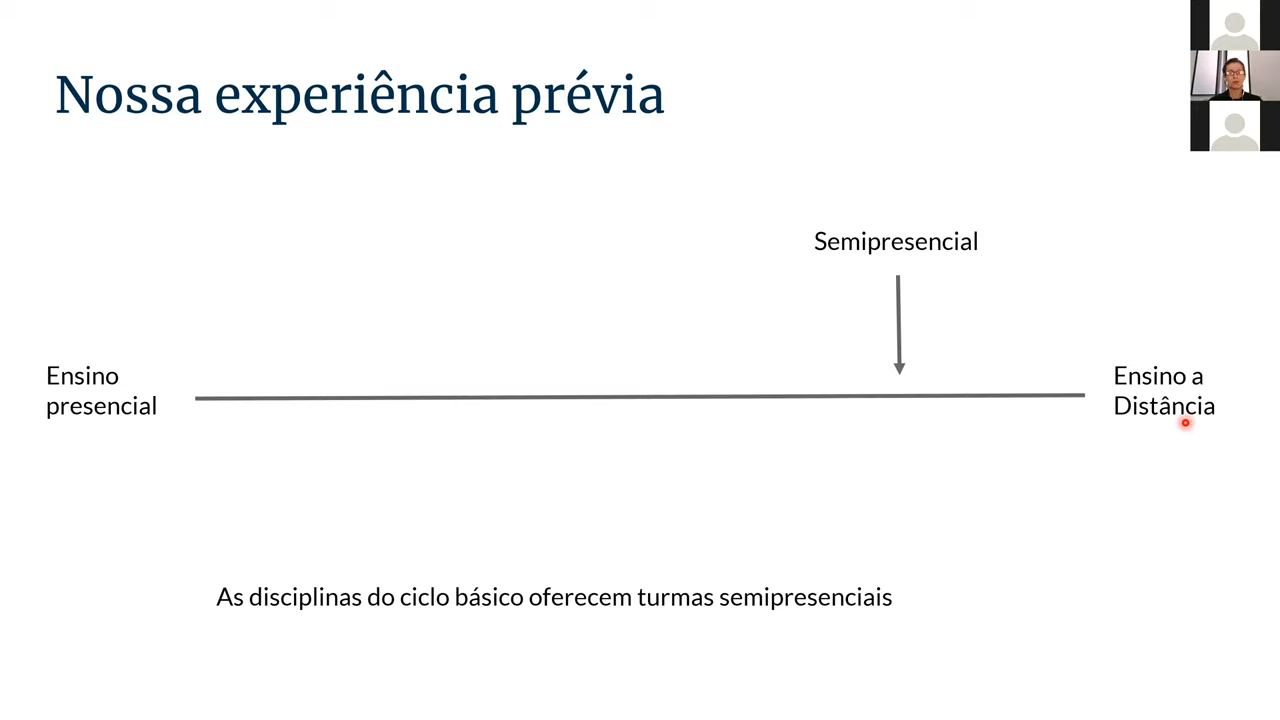 Nossa experiência prévia
Semipresencial
Ensino
presencial
Ensino a
Distância
As disciplinas do ciclo básico oferecem turmas semipresenciais